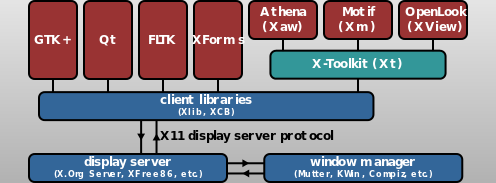 GTK+
Qt
FLTK
XForms
Athena
(Xaw)
Motif
(Xm)
OpenLook
(XView)
X-Toolkit (Xt)
client libraries
(Xlib, XCB)
X11 display server protocol
display server
(X.Org Server, XFree86, etc.)
window manager
(Mutter, KWin, Compiz, etc.)